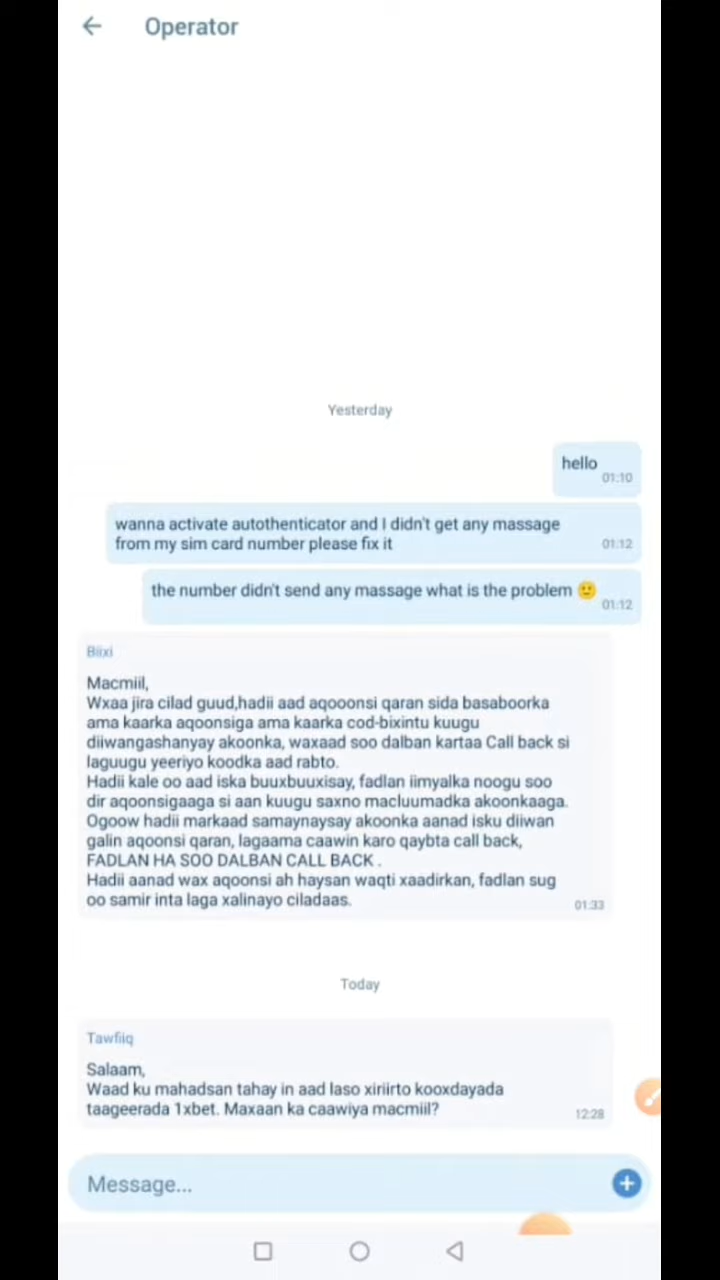 Operator
Yesterday
hello
01:10
wanna activate autothenticator and I didn't get any massage
from my sim card number please fix it
01:12
the number didn't send any massage what is the problem 🙂
01:12
Biixi
Macmiil,
Wxaa jira cilad guud,hadii aad aqooonsi qaran sida basaboorka
ama kaarka aqoonsiga ama kaarka cod-bixintu kuugu
diiwangashanyay akoonka, waxaad soo dalban kartaa Call back si
laguugu yeeriyo koodka aad rabto.
Hadii kale oo aad iska buuxbuuxisay, fadlan iimyalka noogu soo
dir aqoonsigaaga si aan kuugu saxno macluumadka akoonkaaga.
Ogoow hadii markaad samaynaysay akoonka aanad isku diiwan
galin aqoonsi qaran, lagaama caawin karo qaybta call back,
FADLAN HA SOO DALBAN CALL BACK .
Hadii aanad wax aqoonsi ah haysan waqti xaadirkan, fadlan sug
oo samir inta laga xalinayo ciladaas.
01:33
Today
Tawfiiq
Salaam,
Waad ku mahadsan tahay in aad laso xiriirto kooxdayada
taageerada 1xbet. Maxaan ka caawiya macmiil?
12:28
Message...